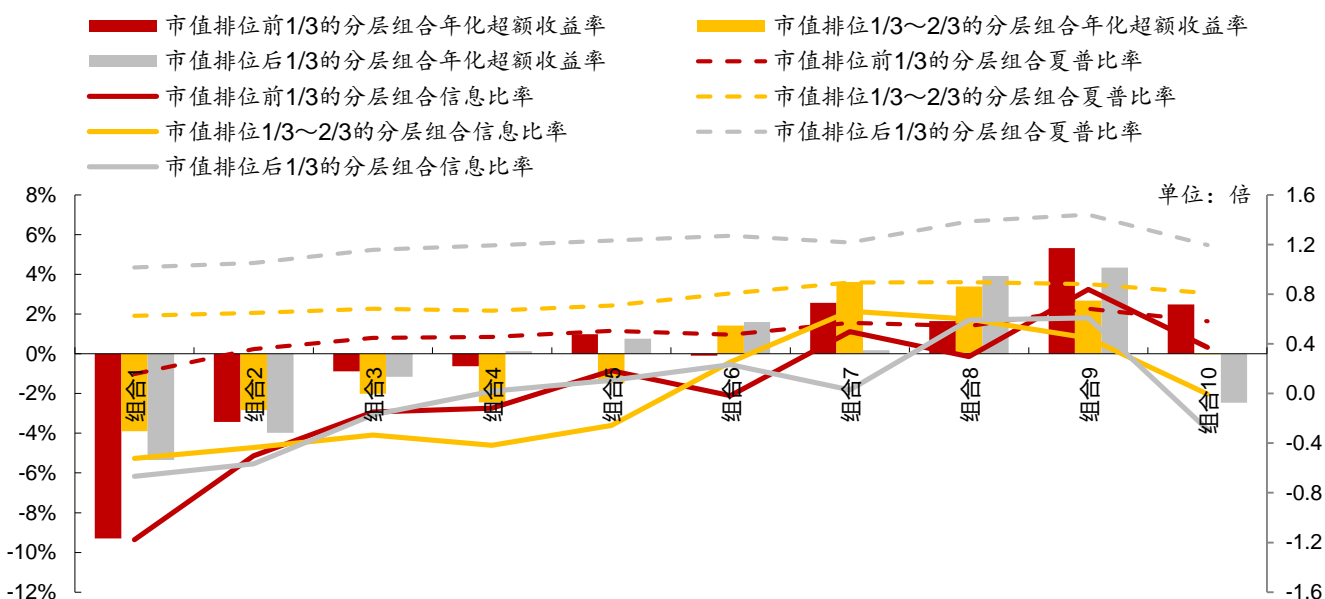 市值排位前1/3的分层组合年化超额收益率
市值排位1/3～2/3的分层组合年化超额收益率
市值排位后1/3的分层组合年化超额收益率
市值排位前1/3的分层组合夏普比率
市值排位前1/3的分层组合信息比率
市值排位1/3～2/3的分层组合夏普比率
市值排位1/3～2/3的分层组合信息比率
市值排位后1/3的分层组合夏普比率
市值排位后1/3的分层组合信息比率
单位：倍
8%
6%
4%
2%
0%
-2%
-4%
-6%
-8%
-10%
-12%
组合1
组合2
组合3
组合4
组合5
组合6
组合7
组合8
组合9
组合10
1.6
1.2
0.8
0.4
0.0
-0.4
-0.8
-1.2
-1.6